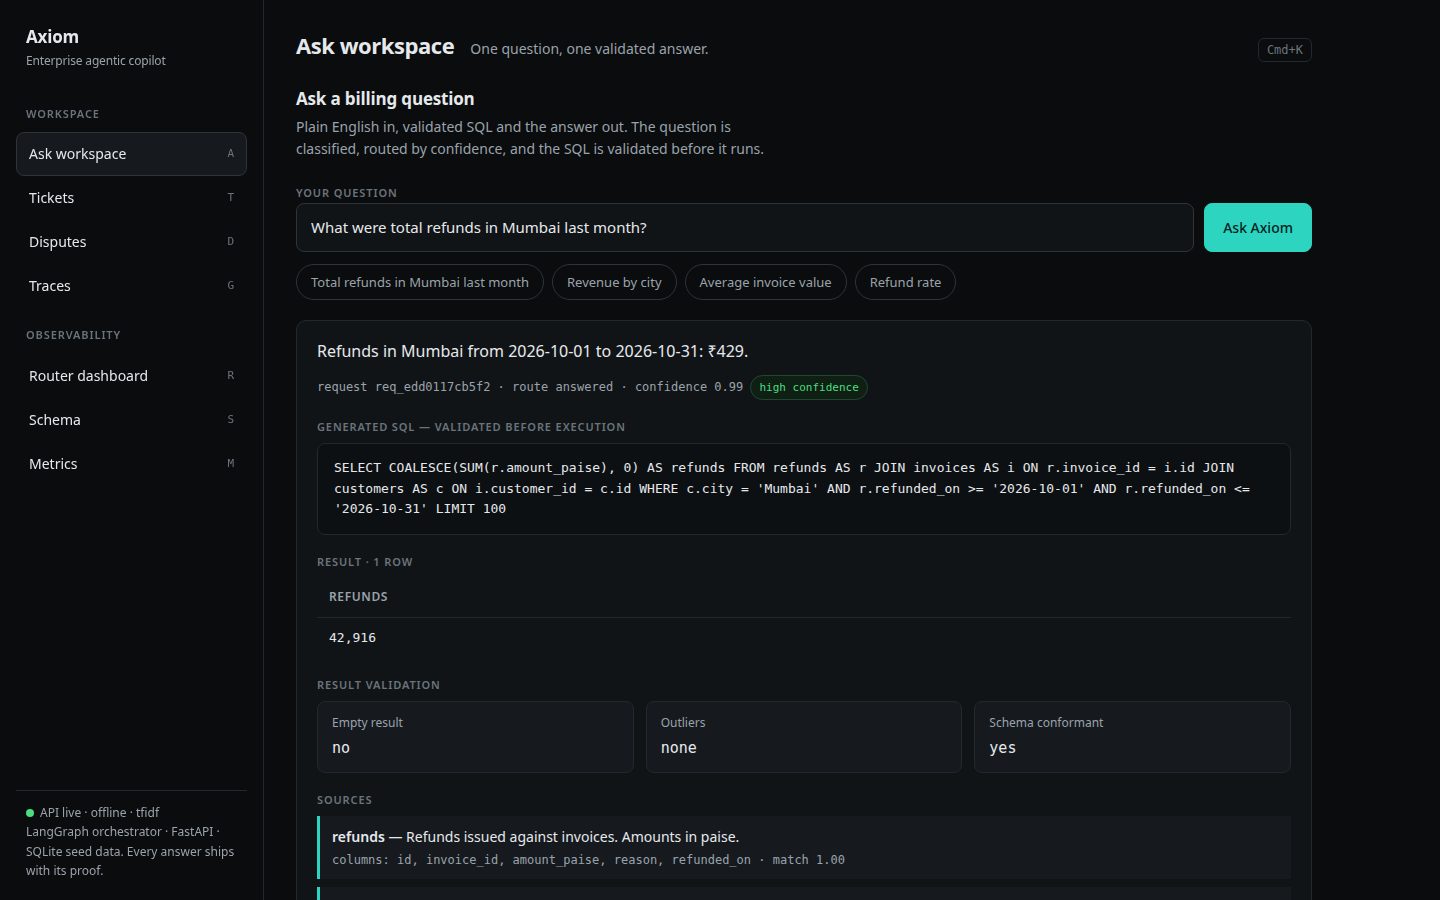 Axiom
Enterprise agentic copilot
WORKSPACE
Ask workspace A
Tickets T
Disputes D
Traces G
OBSERVABILITY
Router dashboard R
Schema S
Metrics M
API live · offline · tfidf
LangGraph orchestrator · FastAPI ·
SQLite seed data. Every answer ships
with its proof.
Ask workspace One question, one validated answer.
Cmd+K
Ask a billing question
Plain English in, validated SQL and the answer out. The question is
classified, routed by confidence, and the SQL is validated before it runs.
YOUR QUESTION
What were total refunds in Mumbai last month?
Ask Axiom
Total refunds in Mumbai last month Revenue by city Average invoice value Refund rate
Refunds in Mumbai from 2026-10-01 to 2026-10-31: ₹429.
request req_edd0117cb5f2 · route answered · confidence 0.99 high confidence
GENERATED SQL — VALIDATED BEFORE EXECUTION
SELECT COALESCE(SUM(r.amount_paise), 0) AS refunds FROM refunds AS r JOIN invoices AS i ON r.invoice_id = i.id JOIN
customers AS c ON i.customer_id = c.id WHERE c.city = 'Mumbai' AND r.refunded_on >= '2026-10-01' AND r.refunded_on <=
'2026-10-31' LIMIT 100
RESULT · 1 ROW
REFUNDS
42,916
RESULT VALIDATION
Empty result Outliers Schema conformant
no none yes
SOURCES
refunds — Refunds issued against invoices. Amounts in paise.
columns: id, invoice_id, amount_paise, reason, refunded_on · match 1.00